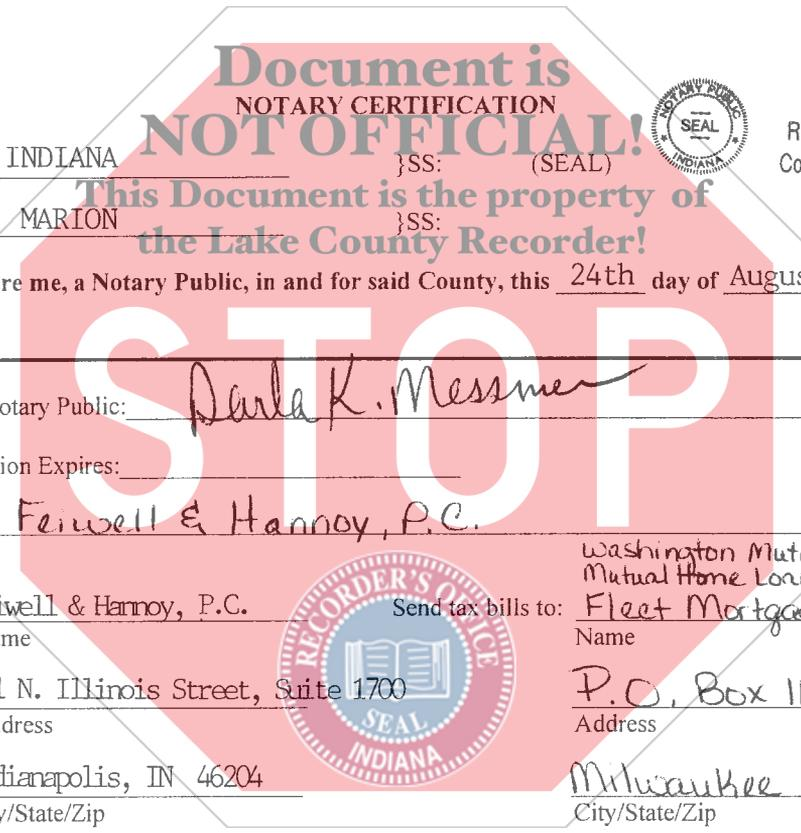 Document is
NOTARY CERTIFICATION
NOT OFFICIAL!
NOTARY PUBLIC SEAL INDIANA
R
INDIANA }SS: (SEAL) Co
This Document is the property of
MARION }SS:
the Lake County Recorder!
re me, a Notary Public, in and for said County, this 24th day of Augus
STOP
otary Public: Darla K. Messmer
ion Expires:
Feiwell & Hannoy, P.C.
Washington Mut
Mutual Home Loa
iwell & Hannoy, P.C. Send tax bills to: Fleet Mortga
me Name
RECORDER'S OFFICE
SEAL
INDIANA
1 N. Illinois Street, Suite 1700 P.O. Box 11
dress Address
dianapolis, IN 46204 Milwaukee
y/State/Zip City/State/Zip